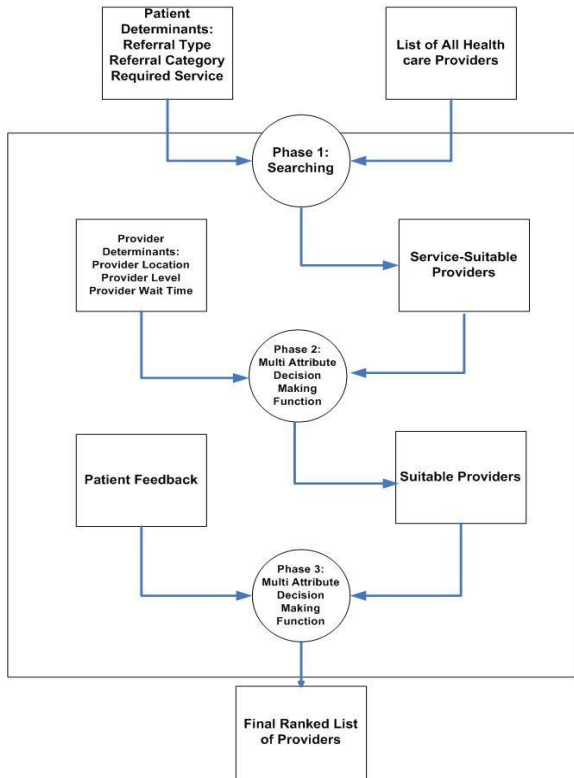 Patient
Determinants:
Referral Type
Referral Category
Required Service
List of All Health
care Providers
Phase 1:
Searching
Provider
Determinants:
Provider Location
Provider Level
Provider Wait Time
Service-Suitable
Providers
Phase 2:
Multi Attribute
Decision
Making
Function
Patient Feedback
Suitable Providers
Phase 3:
Multi Attribute
Decision
Making
Function
Final Ranked List
of Providers